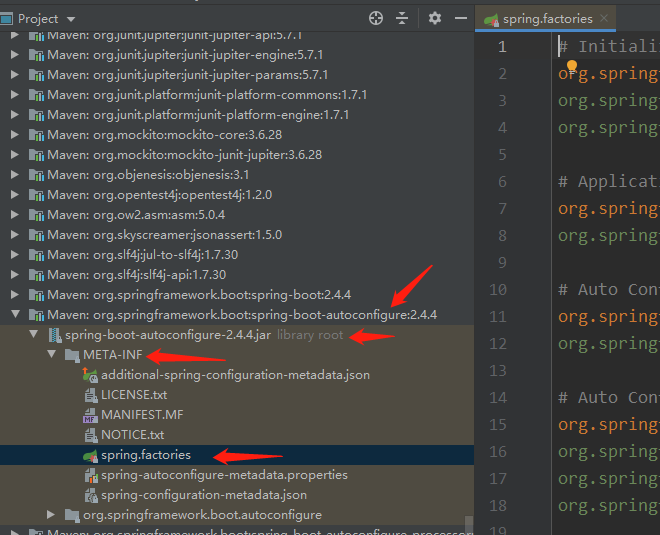 Project
Maven: org.junit.jupiter:junit-jupiter-api:5.7.1
Maven: org.junit.jupiter:junit-jupiter-engine:5.7.1
Maven: org.junit.jupiter:junit-jupiter-params:5.7.1
Maven: org.junit.platform:junit-platform-commons:1.7.1
Maven: org.junit.platform:junit-platform-engine:1.7.1
Maven: org.mockito:mockito-core:3.6.28
Maven: org.mockito:mockito-junit-jupiter:3.6.28
Maven: org.objenesis:objenesis:3.1
Maven: org.opentest4j:opentest4j:1.2.0
Maven: org.ow2.asm:asm:5.0.4
Maven: org.skyscreamer:jsonassert:1.5.0
Maven: org.slf4j:jul-to-slf4j:1.7.30
Maven: org.slf4j:slf4j-api:1.7.30
Maven: org.springframework.boot:spring-boot:2.4.4
Maven: org.springframework.boot:spring-boot-autoconfigure:2.4.4
spring-boot-autoconfigure-2.4.4.jar library root
META-INF
additional-spring-configuration-metadata.json
LICENSE.txt
MANIFEST.MF
NOTICE.txt
spring.factories
spring-autoconfigure-metadata.properties
spring-configuration-metadata.json
org.springframework.boot.autoconfigure
Maven: org.springframework.boot:spring-boot-autoconfigure-processor
spring.factories
1 # Initiali
2 org.spring
3 org.spring
4 org.spring
5
6 # Applicati
7 org.spring
8 org.spring
9
10 # Auto Con
11 org.spring
12 org.spring
13
14 # Auto Con
15 org.spring
16 org.spring
17 org.spring
18 org.spring
19